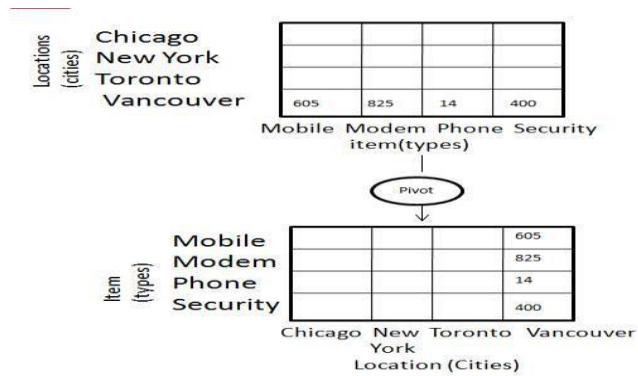 Locations
(cities)
Chicago
New York
Toronto
Vancouver
605 825 14 400
Mobile Modem Phone Security
item(types)
Pivot
Item
(types)
Mobile 605
Modem 825
Phone 14
Security 400
Chicago New York Toronto Vancouver
Location (Cities)